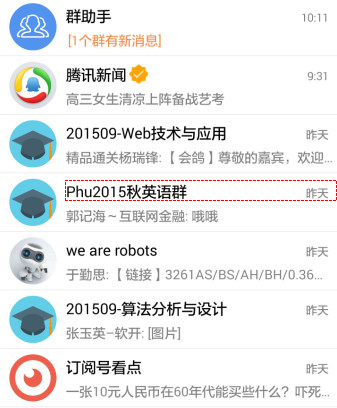 群助手 10:11
[1个群有新消息]
腾讯新闻 9:31
高三女生清凉上阵备战艺考
201509-Web技术与应用 昨天
精品通关杨瑞锋:【会鸽】尊敬的嘉宾，欢迎...
Phu2015秋英语群 昨天
郭记海～互联网金融: 哦哦
we are robots 昨天
于勤思:【链接】3261AS/BS/AH/BH/0.36...
201509-算法分析与设计 昨天
张玉英–软开: [图片]
订阅号看点 昨天
一张10元人民币在60年代能买些什么？吓死...